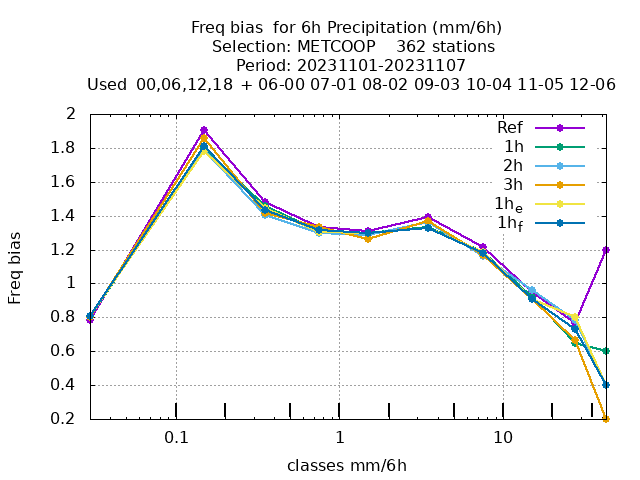 Freq bias  for 6h Precipitation (mm/6h)
Selection: METCOOP    362 stations
Period: 20231101-20231107
Used  00,06,12,18  + 06-00 07-01 08-02 09-03 10-04 11-05 12-06
Freq bias
2
1.8
1.6
1.4
1.2
1
0.8
0.6
0.4
0.2
Ref
1h
2h
3h
1he
1hf
0.1 1 10
classes mm/6h